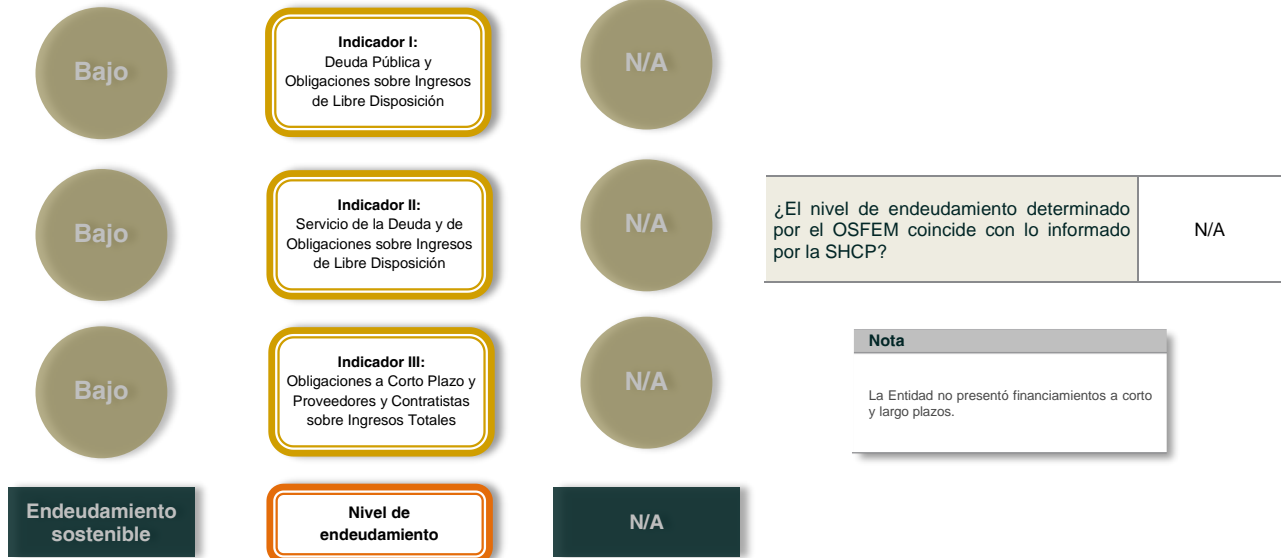 Bajo
Indicador I:
Deuda Pública y
Obligaciones sobre Ingresos
de Libre Disposición
N/A
Bajo
Indicador II:
Servicio de la Deuda y de
Obligaciones sobre Ingresos
de Libre Disposición
N/A
¿El nivel de endeudamiento determinado
por el OSFEM coincide con lo informado
por la SHCP?
N/A
Bajo
Indicador III:
Obligaciones a Corto Plazo y
Proveedores y Contratistas
sobre Ingresos Totales
N/A
Nota
La Entidad no presentó financiamientos a corto
y largo plazos.
Endeudamiento
sostenible
Nivel de
endeudamiento
N/A